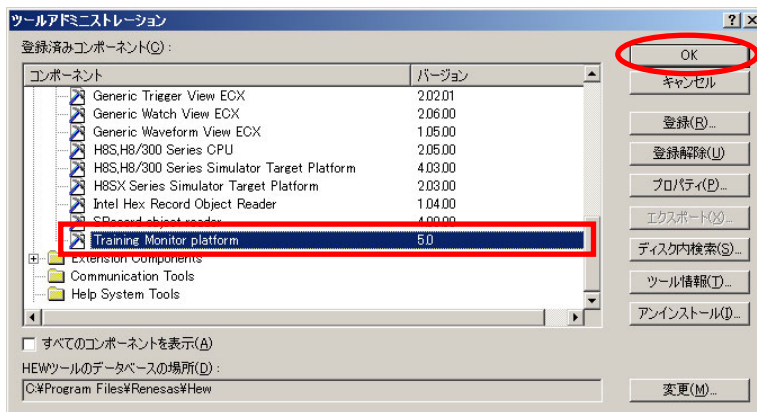 ツールアドミニストレーション
登録済みコンポーネント(C):
コンポーネント バージョン
Generic Trigger View ECX 2.02.01
Generic Watch View ECX 2.06.00
Generic Waveform View ECX 1.05.00
H8S,H8/300 Series CPU 2.05.00
H8S,H8/300 Series Simulator Target Platform 4.03.00
H8SX Series Simulator Target Platform 2.03.00
Intel Hex Record Object Reader 1.04.00
SRecord object reader 4.00.00
Training Monitor platform 5.0
Extension Components
Communication Tools
Help System Tools
すべてのコンポーネントを表示(A)
HEWツールのデータベースの場所(D):
C:¥Program Files¥Renesas¥Hew
OK
キャンセル
登録(R)...
登録解除(U)
プロパティ(P)...
エクスポート(X)...
ディスク内検索(S)...
ツール情報(T)...
アンインストール(I)...
変更(M)...